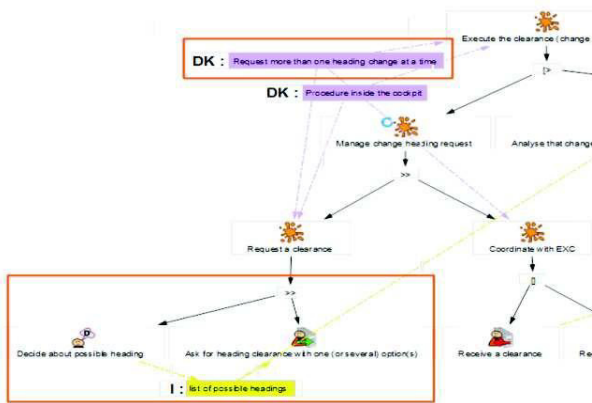 Execute the clearance (change
DK : Request more than one heading change at a time
DK : Procedure inside the cockpit
[>
Manage change heading request
Analyse that change
>>
Request a clearance
Coordinate with EXC
>>
[]
D
Decide about possible heading
Ask for heading clearance with one (or several) option(s)
Receive a clearance
Re
I : list of possible headings